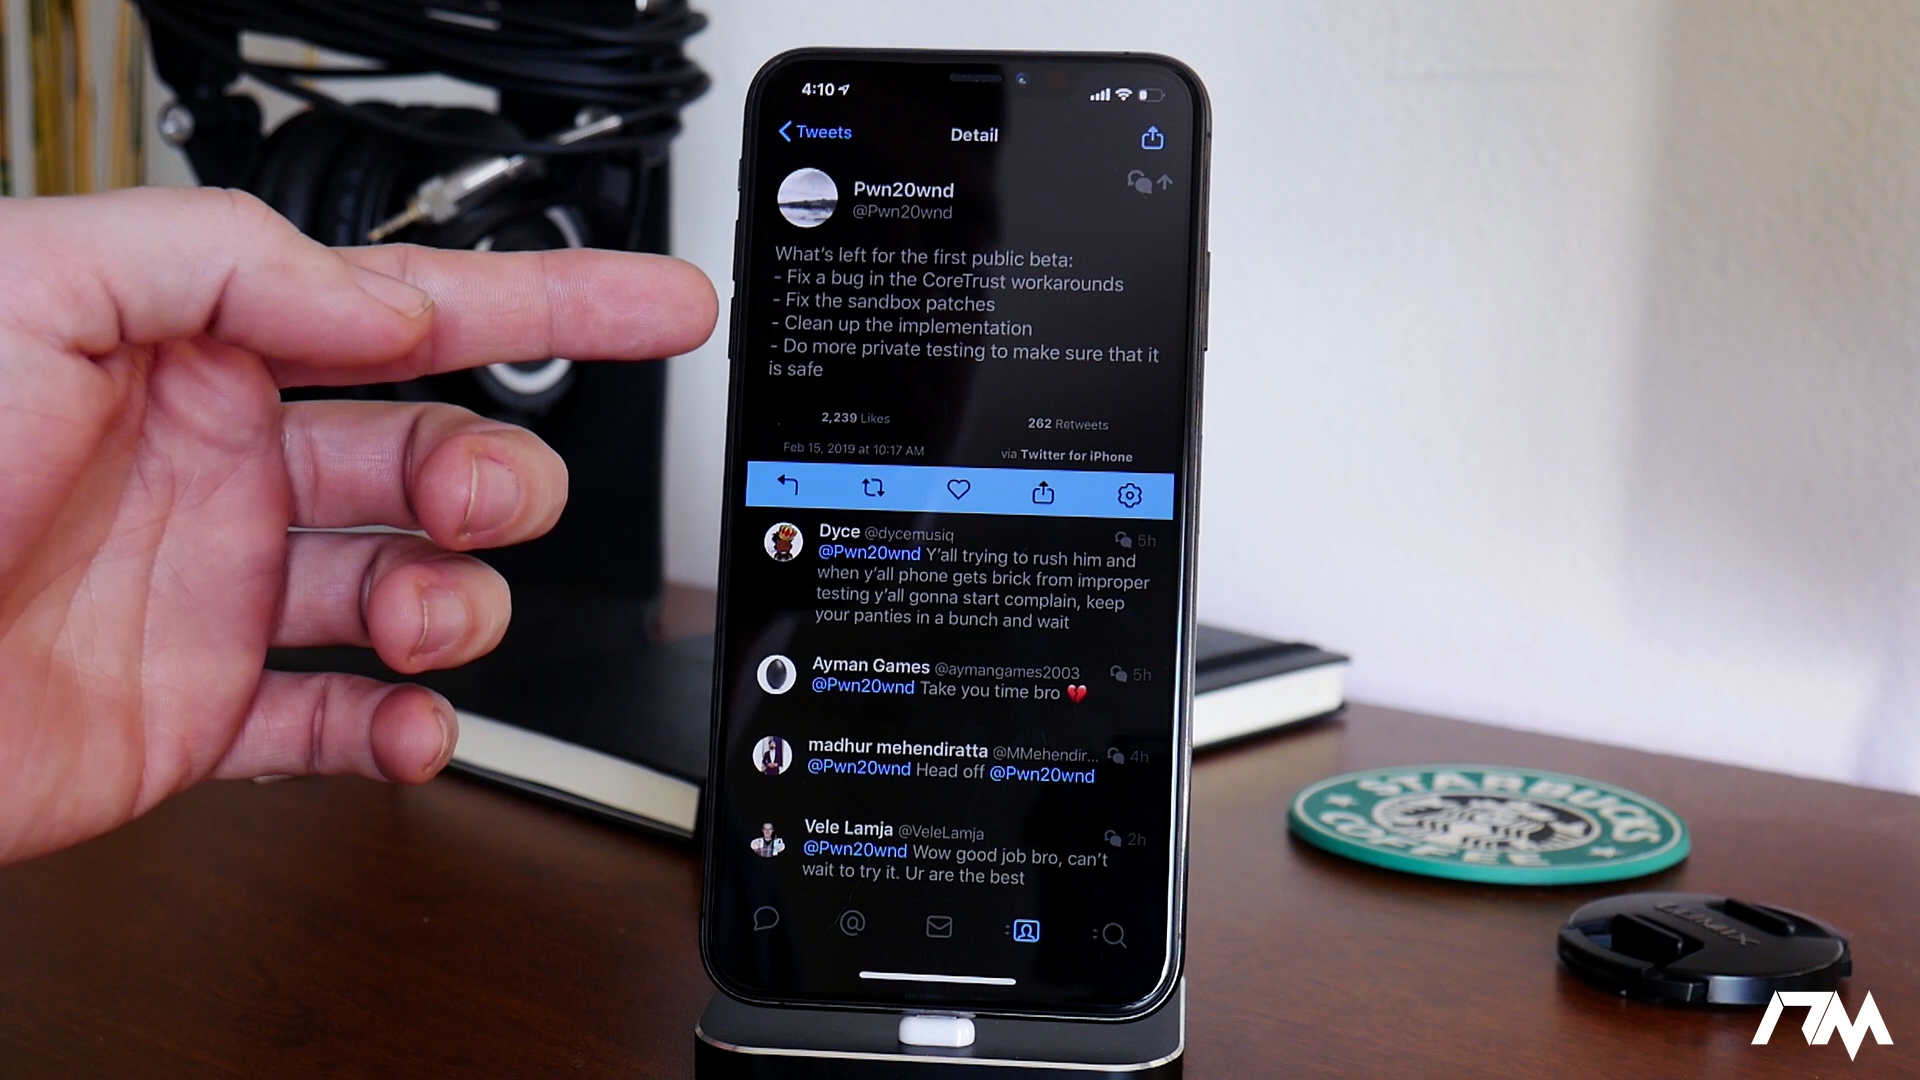 4:10
Tweets
Detail
Pwn20wnd
@Pwn20wnd
What's left for the first public beta:
- Fix a bug in the CoreTrust workarounds
- Fix the sandbox patches
- Clean up the implementation
- Do more private testing to make sure that it
is safe
2,239 Likes
262 Retweets
Feb 15, 2019 at 10:17 AM
via Twitter for iPhone
Dyce @dycemusiq
5h
@Pwn20wnd Y'all trying to rush him and
when y'all phone gets brick from improper
testing y'all gonna start complain, keep
your panties in a bunch and wait
Ayman Games @aymangames2003
5h
@Pwn20wnd Take you time bro 💔
madhur mehendiratta @MMehendir...
4h
@Pwn20wnd Head off @Pwn20wnd
Vele Lamja @VeleLamja
2h
@Pwn20wnd Wow good job bro, can't
wait to try it. Ur are the best
STARBUCKS
COFFEE
LUMIX